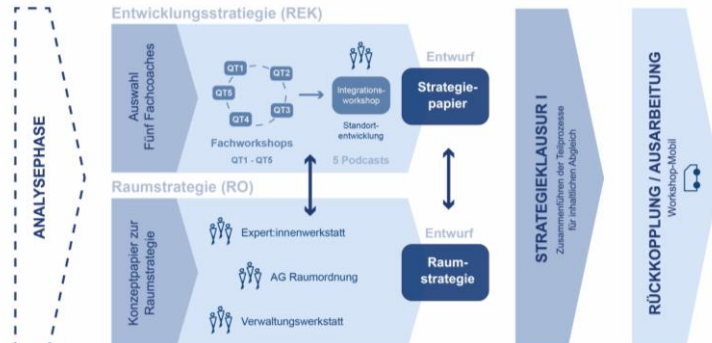 ANALYSEPHASE
Entwicklungsstratiegie (REK)
Auswahl
Fünf Fachcoaches
QT1
QT2
QT5
QT3
QT4
Fachworkshops
QT1 - QT5
Integrations-
workshop
Standort-
entwicklung
5 Podcasts
Entwurf
Strategie-
papier
Raumstrategie (RO)
Konzeptpapier zur
Raumstrategie
Expert:innenwerkstatt
AG Raumordnung
Verwaltungswerkstatt
Entwurf
Raum-
strategie
STRATEGIEKLAUSUR I
Zusammenführen der Teilprozesse
für inhaltlichen Abgleich
RÜCKKOPPLUNG / AUSARBEITUNG
Workshop-Mobil